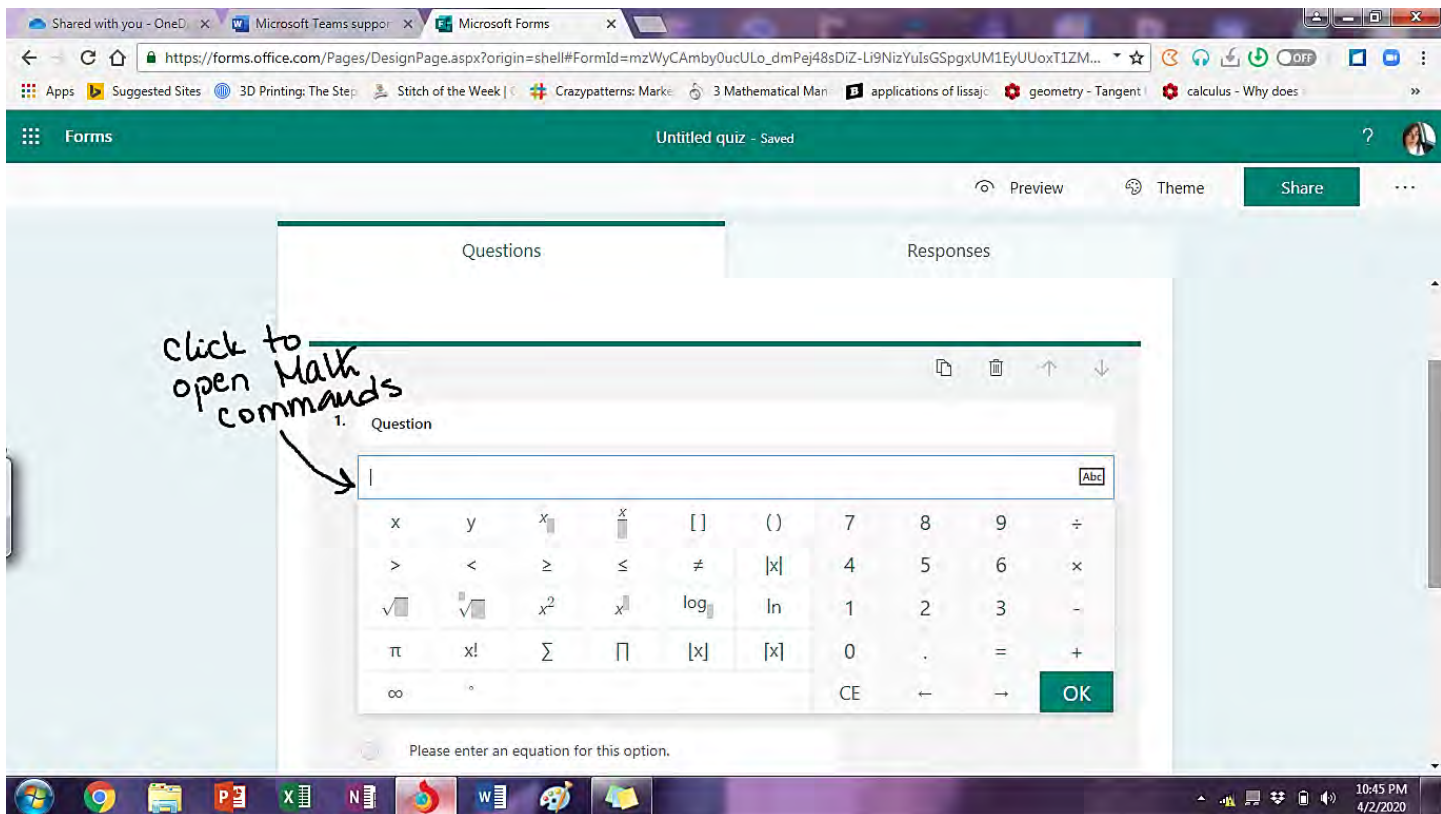 Shared with you - OneD
Microsoft Teams suppor
Microsoft Forms
https://forms.office.com/Pages/DesignPage.aspx?origin=shell#FormId=mzWyCAmby0ucULo_dmPej48sDiZ-Li9NizYuIsGSpgxUM1EyUUoxT1ZM...
OFF
Apps Suggested Sites 3D Printing: The Step Stitch of the Week | Crazypatterns: Marke 3 Mathematical Man applications of lissajo geometry - Tangent calculus - Why does »
Forms Untitled quiz - Saved ?
Preview Theme Share ...
Questions Responses
click to
open Math
commands
1. Question
Abc
x y x x [ ] ( ) 7 8 9 ÷
> < ≥ ≤ ≠ |x| 4 5 6 ×
√ √ x² x log ln 1 2 3 -
π x! Σ ∏ ⌊x⌋ ⌈x⌉ 0 . = +
∞ ° CE ← → OK
Please enter an equation for this option.
10:45 PM
4/2/2020